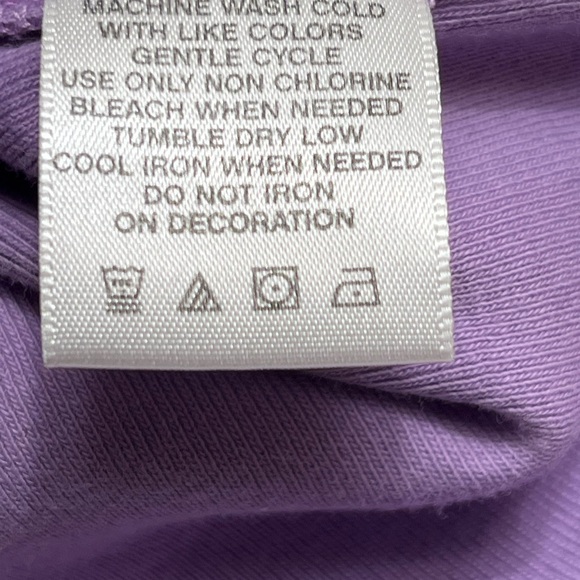 MACHINE WASH COLD
WITH LIKE COLORS
GENTLE CYCLE
USE ONLY NON CHLORINE
BLEACH WHEN NEEDED
TUMBLE DRY LOW
COOL IRON WHEN NEEDED
DO NOT IRON
ON DECORATION